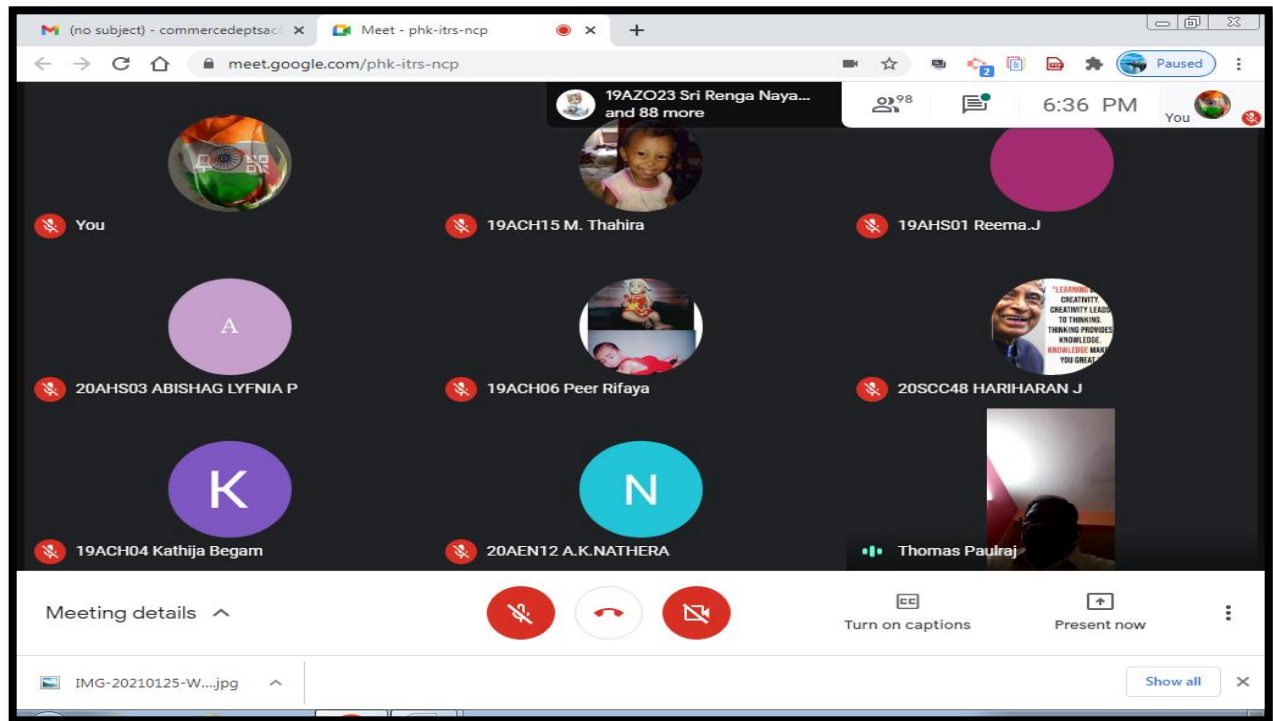 (no subject) - commercedeptsac
Meet - phk-itrs-ncp
meet.google.com/phk-itrs-ncp
2
Paused
19AZO23 Sri Renga Naya...
and 88 more
98
6:36 PM
You
You
19ACH15 M. Thahira
19AHS01 Reema.J
A
"LEARNING
CREATIVITY.
CREATIVITY LEADS
TO THINKING.
THINKING PROVIDES
KNOWLEDGE.
KNOWLEDGE MAKE
YOU GREAT.
20AHS03 ABISHAG LYFNIA P
19ACH06 Peer Rifaya
20SCC48 HARIHARAN J
K
N
19ACH04 Kathija Begam
20AEN12 A.K.NATHERA
Thomas Paulraj
Meeting details
CC
Turn on captions
Present now
IMG-20210125-W....jpg
Show all